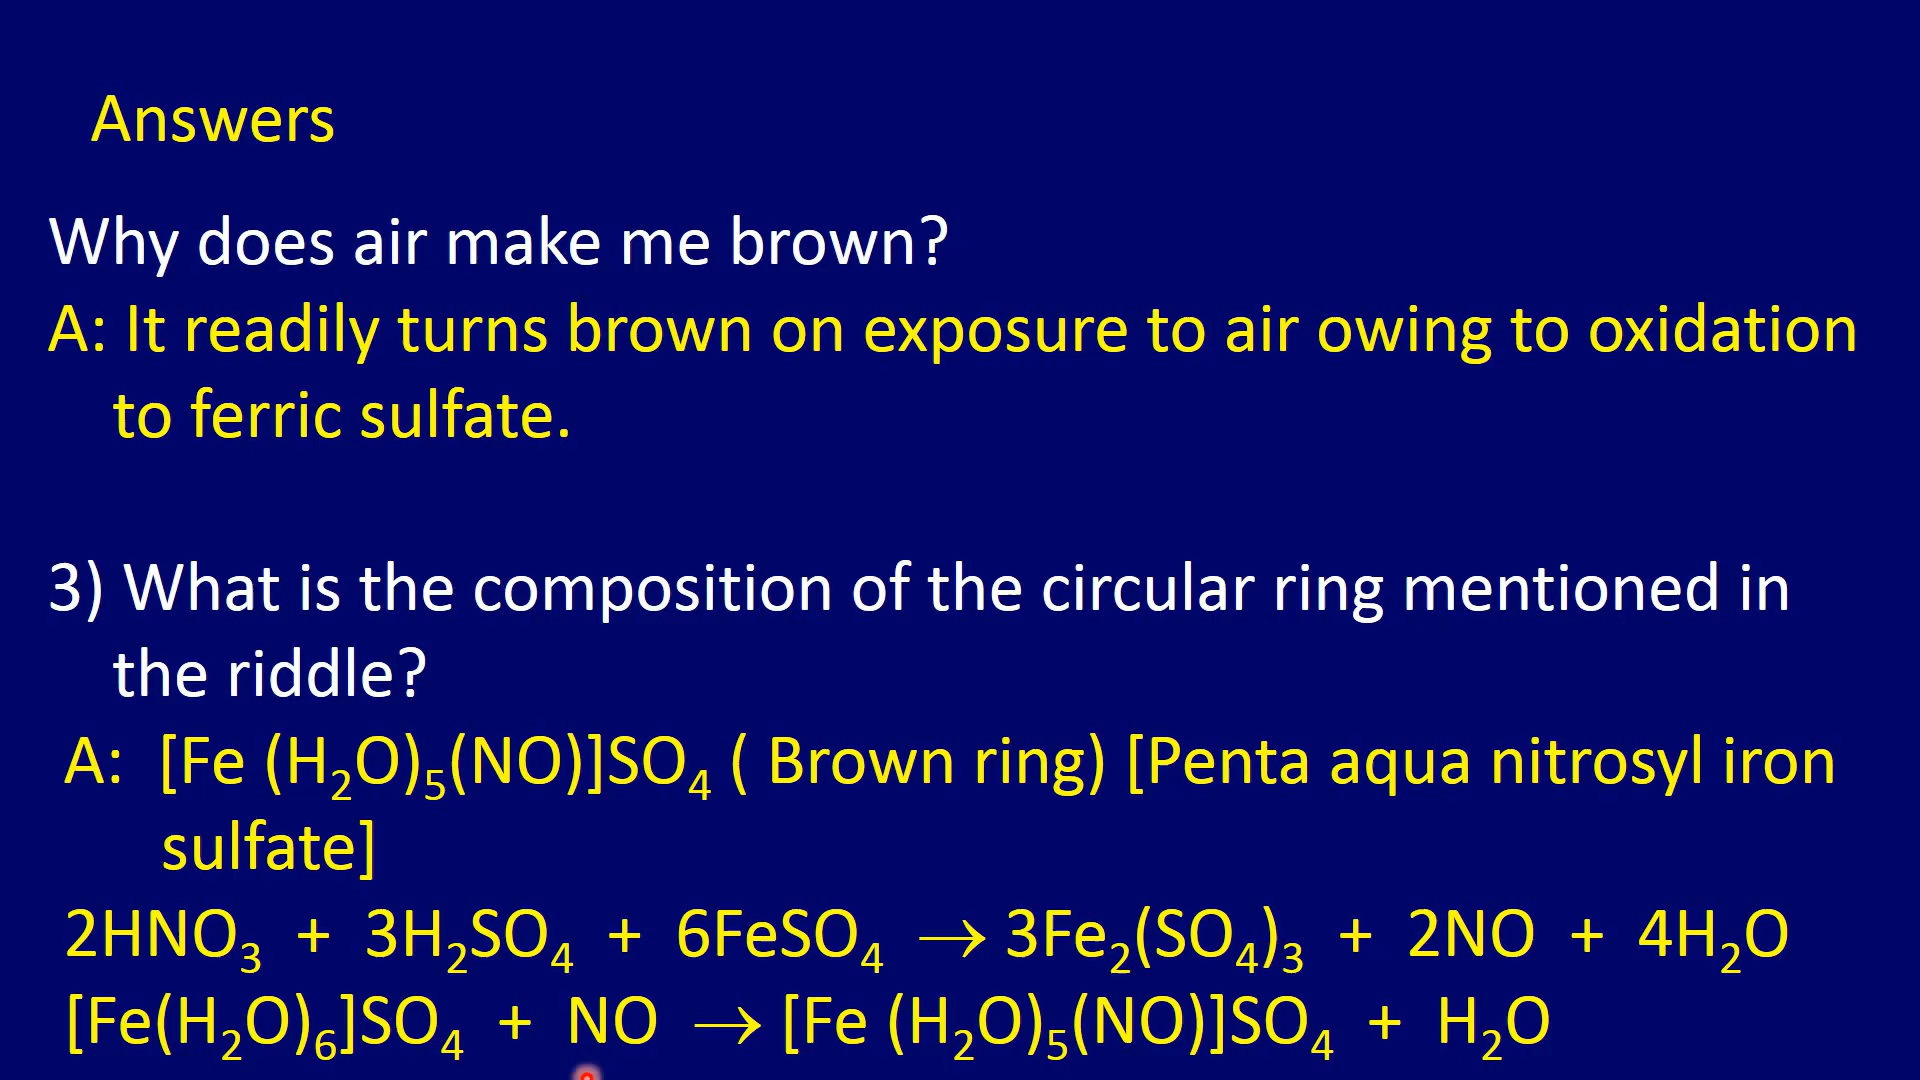 Answers
Why does air make me brown?
A: It readily turns brown on exposure to air owing to oxidation
to ferric sulfate.
3) What is the composition of the circular ring mentioned in
the riddle?
A: [Fe (H₂O)₅(NO)]SO₄ ( Brown ring) [Penta aqua nitrosyl iron
sulfate]
2HNO₃ + 3H₂SO₄ + 6FeSO₄ → 3Fe₂(SO₄)₃ + 2NO + 4H₂O
[Fe(H₂O)₆]SO₄ + NO → [Fe (H₂O)₅(NO)]SO₄ + H₂O